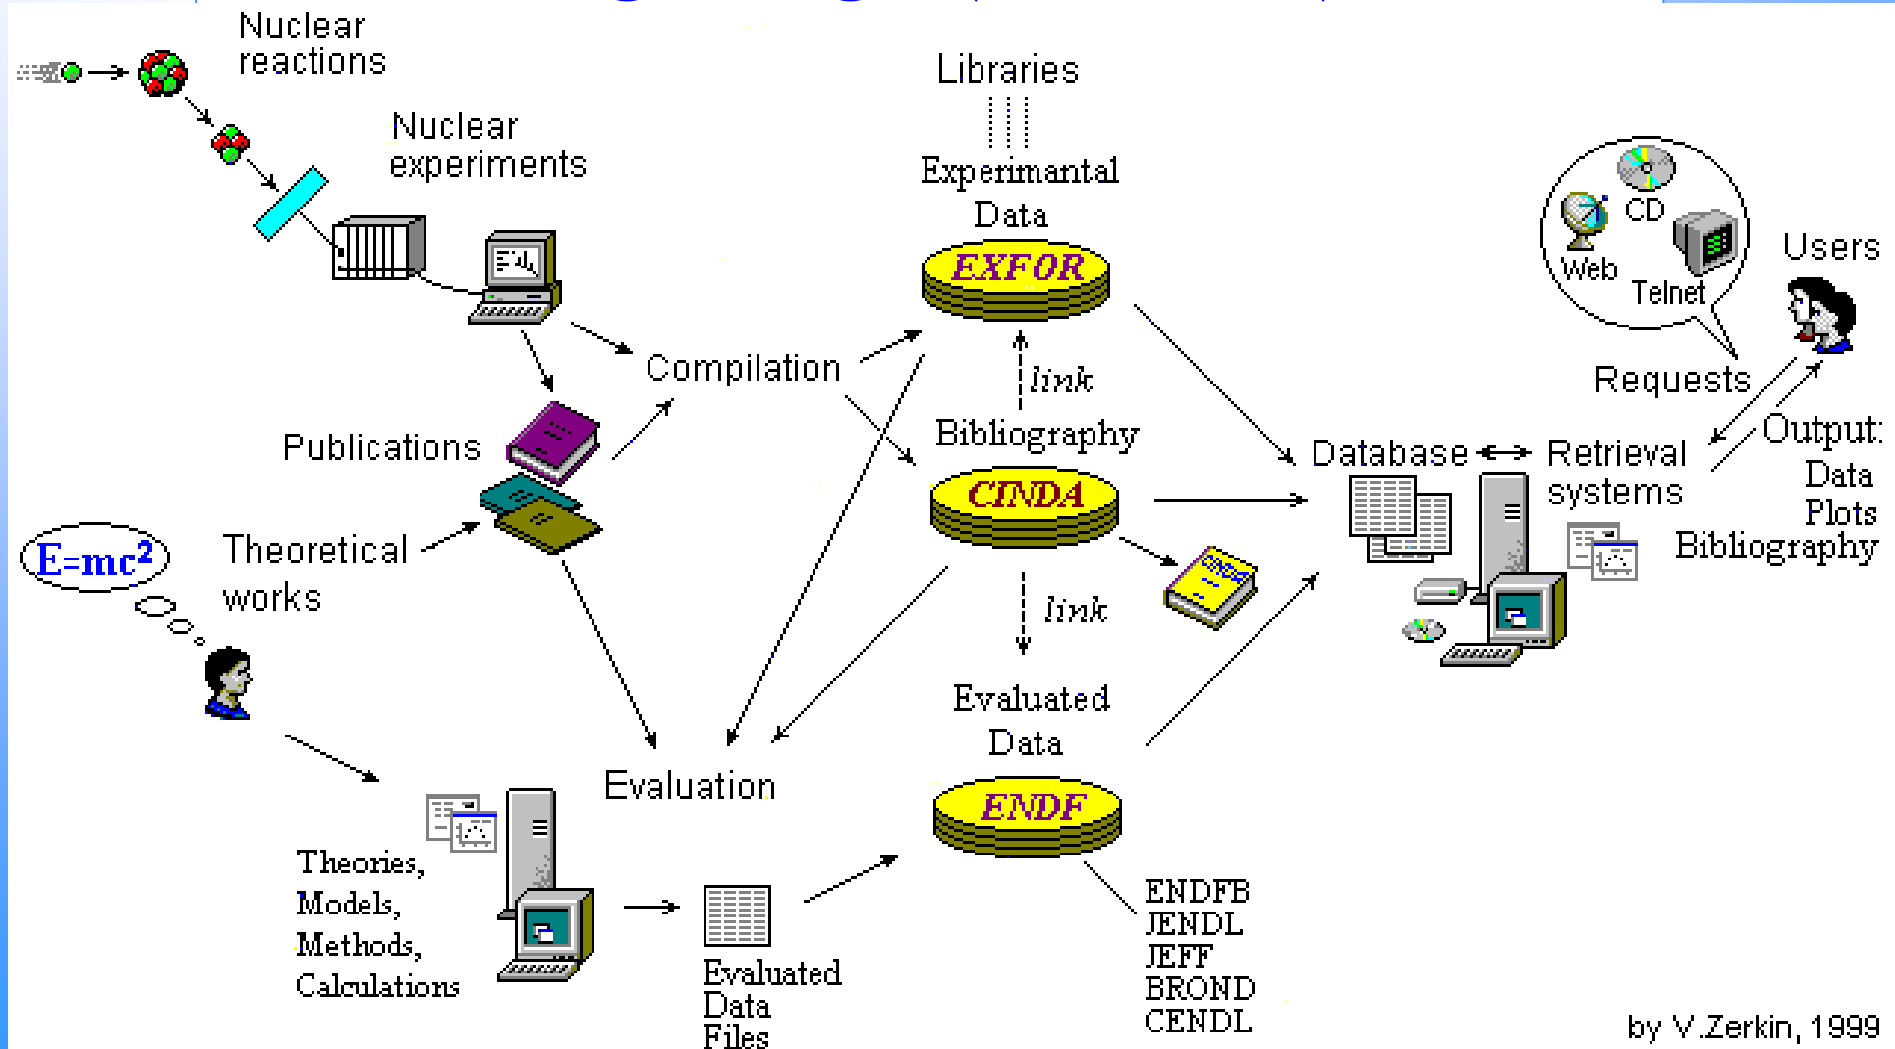 Nuclear
reactions
Nuclear
experiments
Libraries
Experimantal
Data
EXFOR
CD
Web
Telnet
Users
Requests
Compilation
link
Bibliography
CINDA
CINDA
link
Publications
Theoretical
works
E=mc²
Database
Retrieval
systems
Output:
Data
Plots
Bibliography
Evaluated
Data
ENDF
Evaluation
Theories,
Models,
Methods,
Calculations
Evaluated
Data
Files
ENDFB
JENDL
JEFF
BROND
CENDL
by V.Zerkin, 1999